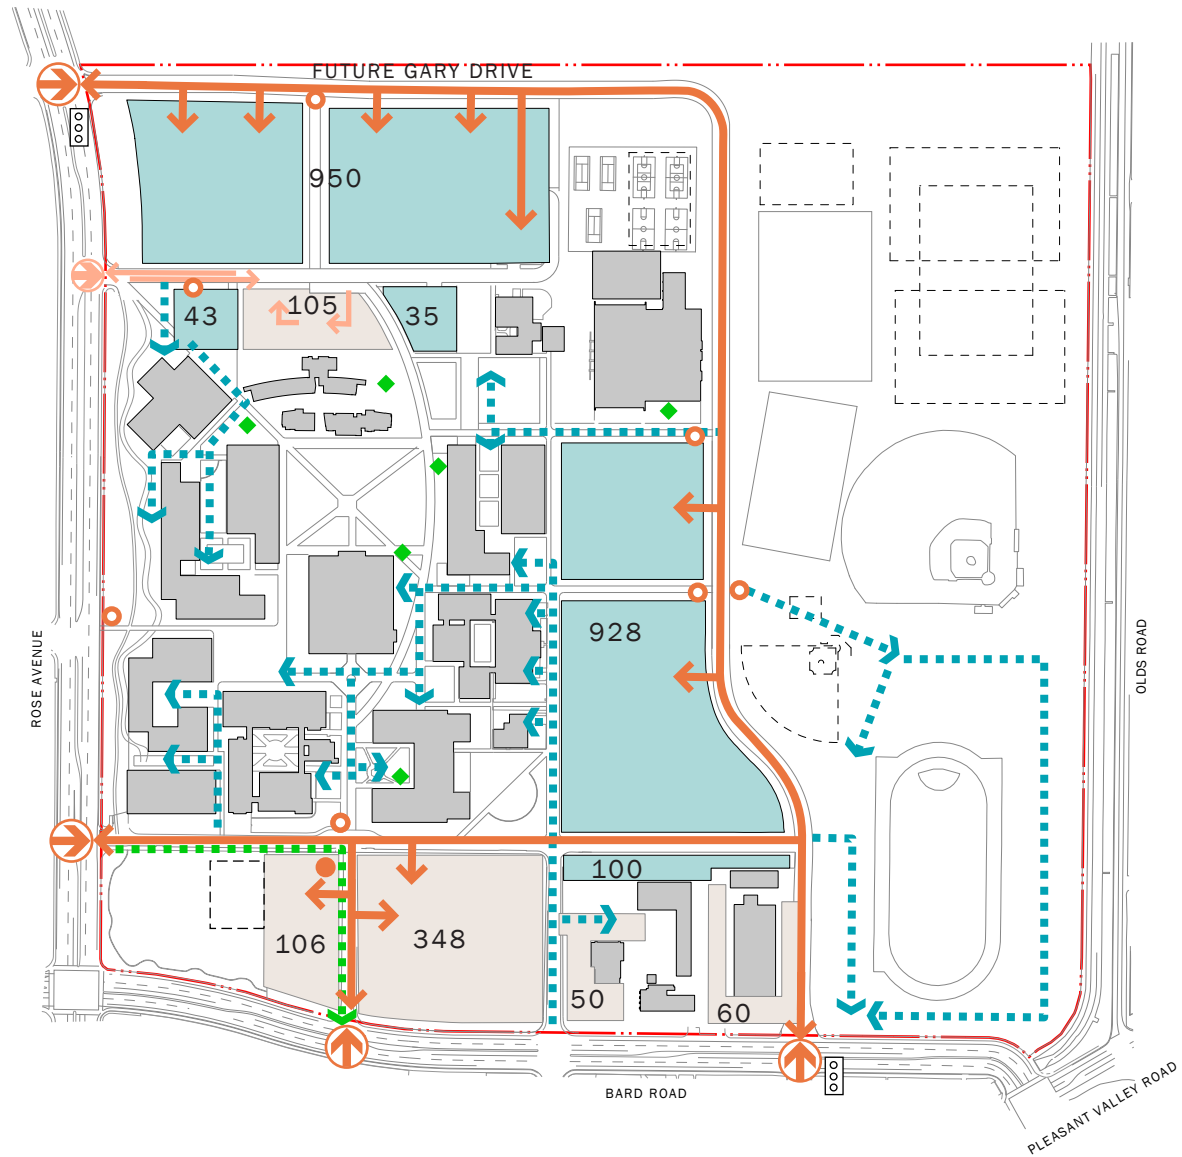 FUTURE GARY DRIVE
950
105
43
35
928
ROSE AVENUE
OLDS ROAD
100
106
348
50
60
BARD ROAD
PLEASANT VALLEY ROAD